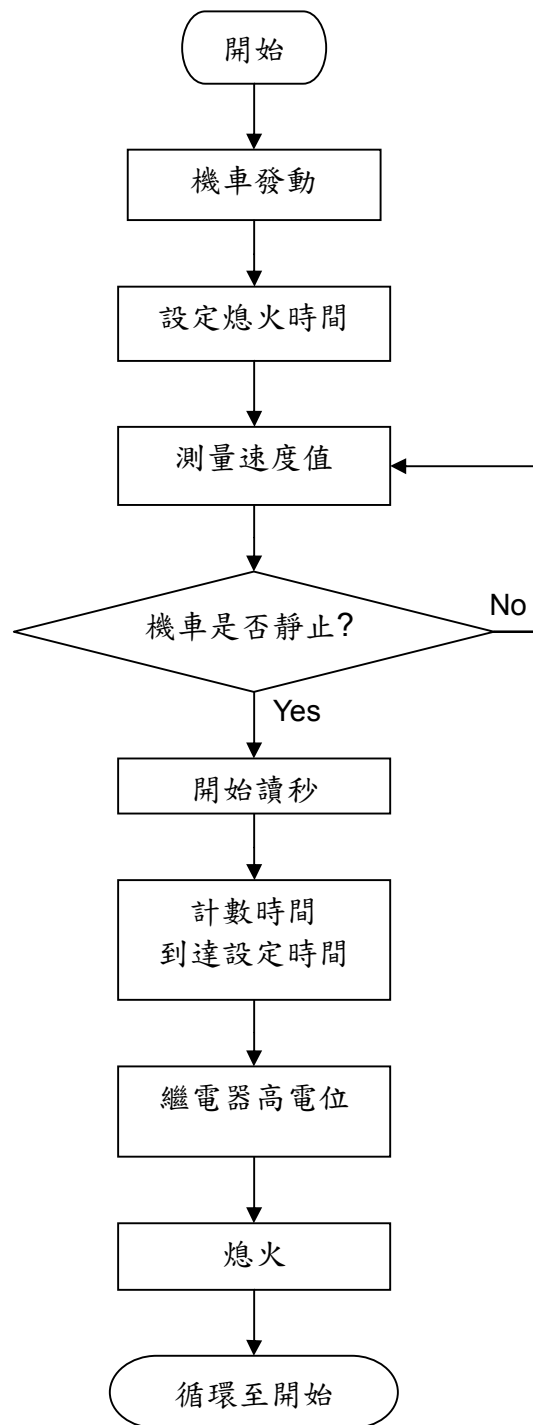 開始
機車發動
設定熄火時間
測量速度值
機車是否靜止?
No
Yes
開始讀秒
計數時間
到達設定時間
繼電器高電位
熄火
循環至開始